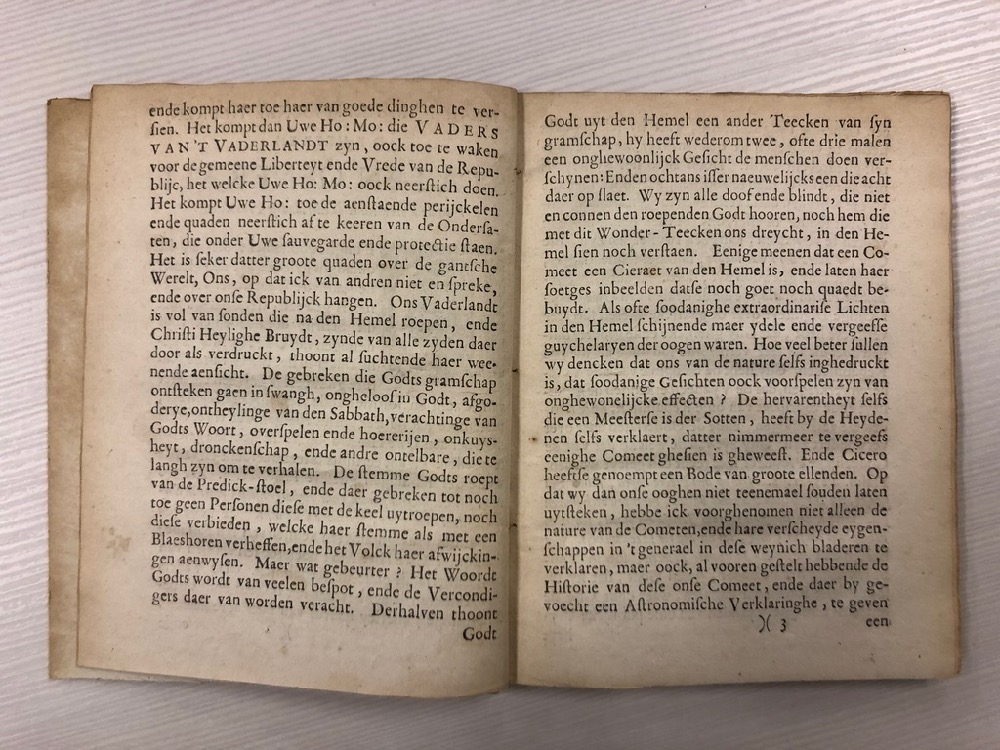 ende kompt haer toe haer van goede dinghen te ver-
ſien. Het kompt dan Uwe Ho: Mo: die VADERS
VAN'T VADERLANDT zyn, oock toe te waken
voor de gemeene Liberteyt ende Vrede van de Repu-
blijc, het welcke Uwe Ho: Mo: oock neerſtich doen.
Het kompt Uwe Ho: toe de aenſtaende perijckelen
ende quaden neerſtich af te keeren van de Onderſa-
ten, die onder Uwe ſauvegarde ende protectie ſtaen.
Het is ſeker datter groote quaden over de gantſche
Werelt, Ons, op dat ick van andren niet en ſpreke,
ende over onſe Republijck hangen. Ons Vaderlandt
is vol van ſonden die na den Hemel roepen, ende
Chriſti Heylighe Bruydt, zynde van alle zyden daer
door als verdruckt, thoont al ſuchtende haer wee-
nende aenſicht. De gebreken die Godts gramſchap
ontſteken gaen in ſwangh, ongheloof in Godt, afgo-
derye, ontheylinge van den Sabbath, verachtinge van
Godts Woort, overſpelen ende hoererijen, onkuys-
heyt, dronckenſchap, ende andre ontelbare, die te
langh zyn om te verhalen. De ſtemme Godts roept
van de Predick-ſtoel, ende daer gebreken tot noch
toe geen Perſonen dieſe met de keel uytroepen, noch
dieſe verbieden, welcke haer ſtemme als met een
Blaeshoren verheffen, ende het Volck haer afwijckin-
gen aenwyſen. Maer wat gebeurter? Het Woordt
Godts wordt van veelen beſpot, ende de Vercondi-
gers daer van worden veracht. Derhalven thoont
Godt
Godt uyt den Hemel een ander Teecken van ſyn
gramſchap, hy heeft wederom twee, ofte drie malen
een onghewoonlijck Geſicht de menſchen doen ver-
ſchynen: Ende nochtans iſſer naeuwelijcks een die acht
daer op ſlaet. Wy zyn alle doof ende blindt, die niet
en connen den roependen Godt hooren, noch hem die
met dit Wonder-Teecken ons dreycht, in den He-
mel ſien noch verſtaen. Eenige meenen dat een Co-
meet een Cieraet van den Hemel is, ende laten haer
ſoetges inbeelden datſe noch goet noch quaedt be-
duydt. Als ofte ſoodanighe extraordinariſe Lichten
in den Hemel ſchijnende maer ydele ende vergeefſe
guychelaryen der oogen waren. Hoe veel beter ſullen
wy dencken dat ons van de nature ſelfs inghedruckt
is, dat ſoodanige Geſichten oock voorſpelen zyn van
onghewonelijcke effecten? De hervarentheyt ſelfs
die een Meeſterſe is der Sotten, heeft by de Heyde-
nen ſelfs verklaert, datter nimmermeer te vergeefs
eenighe Comeet gheſien is gheweeſt. Ende Cicero
heeftſe genoempt een Bode van groote ellenden. Op
dat wy dan onſe ooghen niet teenemael ſouden laten
uytſteken, hebbe ick voorghenomen niet alleen de
nature van de Cometen, ende hare verſcheyde eygen-
ſchappen in 't generael in deſe weynich bladeren te
verklaren, maer oock, al vooren geſtelt hebbende de
Hiſtorie van deſe onſe Comeet, ende daer by ge-
voecht een Aſtronomiſche Verklaringhe, te geven
)( 3 een